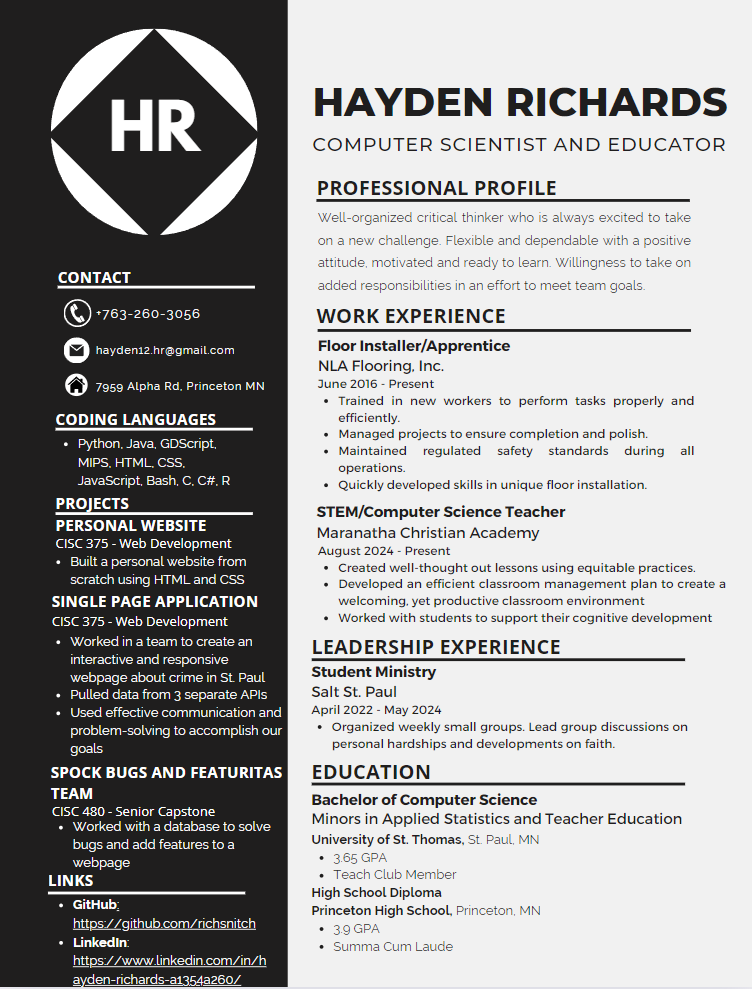 HR
CONTACT
+763-260-3056
hayden12.hr@gmail.com
7959 Alpha Rd, Princeton MN
CODING LANGUAGES
• Python, Java, GDScript,
MIPS, HTML, CSS,
JavaScript, Bash, C, C#, R
PROJECTS
PERSONAL WEBSITE
CISC 375 - Web Development
• Built a personal website from
scratch using HTML and CSS
SINGLE PAGE APPLICATION
CISC 375 - Web Development
• Worked in a team to create an
interactive and responsive
webpage about crime in St. Paul
• Pulled data from 3 separate APIs
• Used effective communication and
problem-solving to accomplish our
goals
SPOCK BUGS AND FEATURITAS
TEAM
CISC 480 - Senior Capstone
• Worked with a database to solve
bugs and add features to a
webpage
LINKS
• GitHub:
https://github.com/richsnitch
• LinkedIn:
https://www.linkedin.com/in/h
ayden-richards-a1354a260/
HAYDEN RICHARDS
COMPUTER SCIENTIST AND EDUCATOR
PROFESSIONAL PROFILE
Well-organized critical thinker who is always excited to take
on a new challenge. Flexible and dependable with a positive
attitude, motivated and ready to learn. Willingness to take on
added responsibilities in an effort to meet team goals.
WORK EXPERIENCE
Floor Installer/Apprentice
NLA Flooring, Inc.
June 2016 - Present
• Trained in new workers to perform tasks properly and
efficiently.
• Managed projects to ensure completion and polish.
• Maintained regulated safety standards during all
operations.
• Quickly developed skills in unique floor installation.
STEM/Computer Science Teacher
Maranatha Christian Academy
August 2024 - Present
• Created well-thought out lessons using equitable practices.
• Developed an efficient classroom management plan to create a
welcoming, yet productive classroom environment
• Worked with students to support their cognitive development
LEADERSHIP EXPERIENCE
Student Ministry
Salt St. Paul
April 2022 - May 2024
• Organized weekly small groups. Lead group discussions on
personal hardships and developments on faith.
EDUCATION
Bachelor of Computer Science
Minors in Applied Statistics and Teacher Education
University of St. Thomas, St. Paul, MN
• 3.65 GPA
• Teach Club Member
High School Diploma
Princeton High School, Princeton, MN
• 3.9 GPA
• Summa Cum Laude